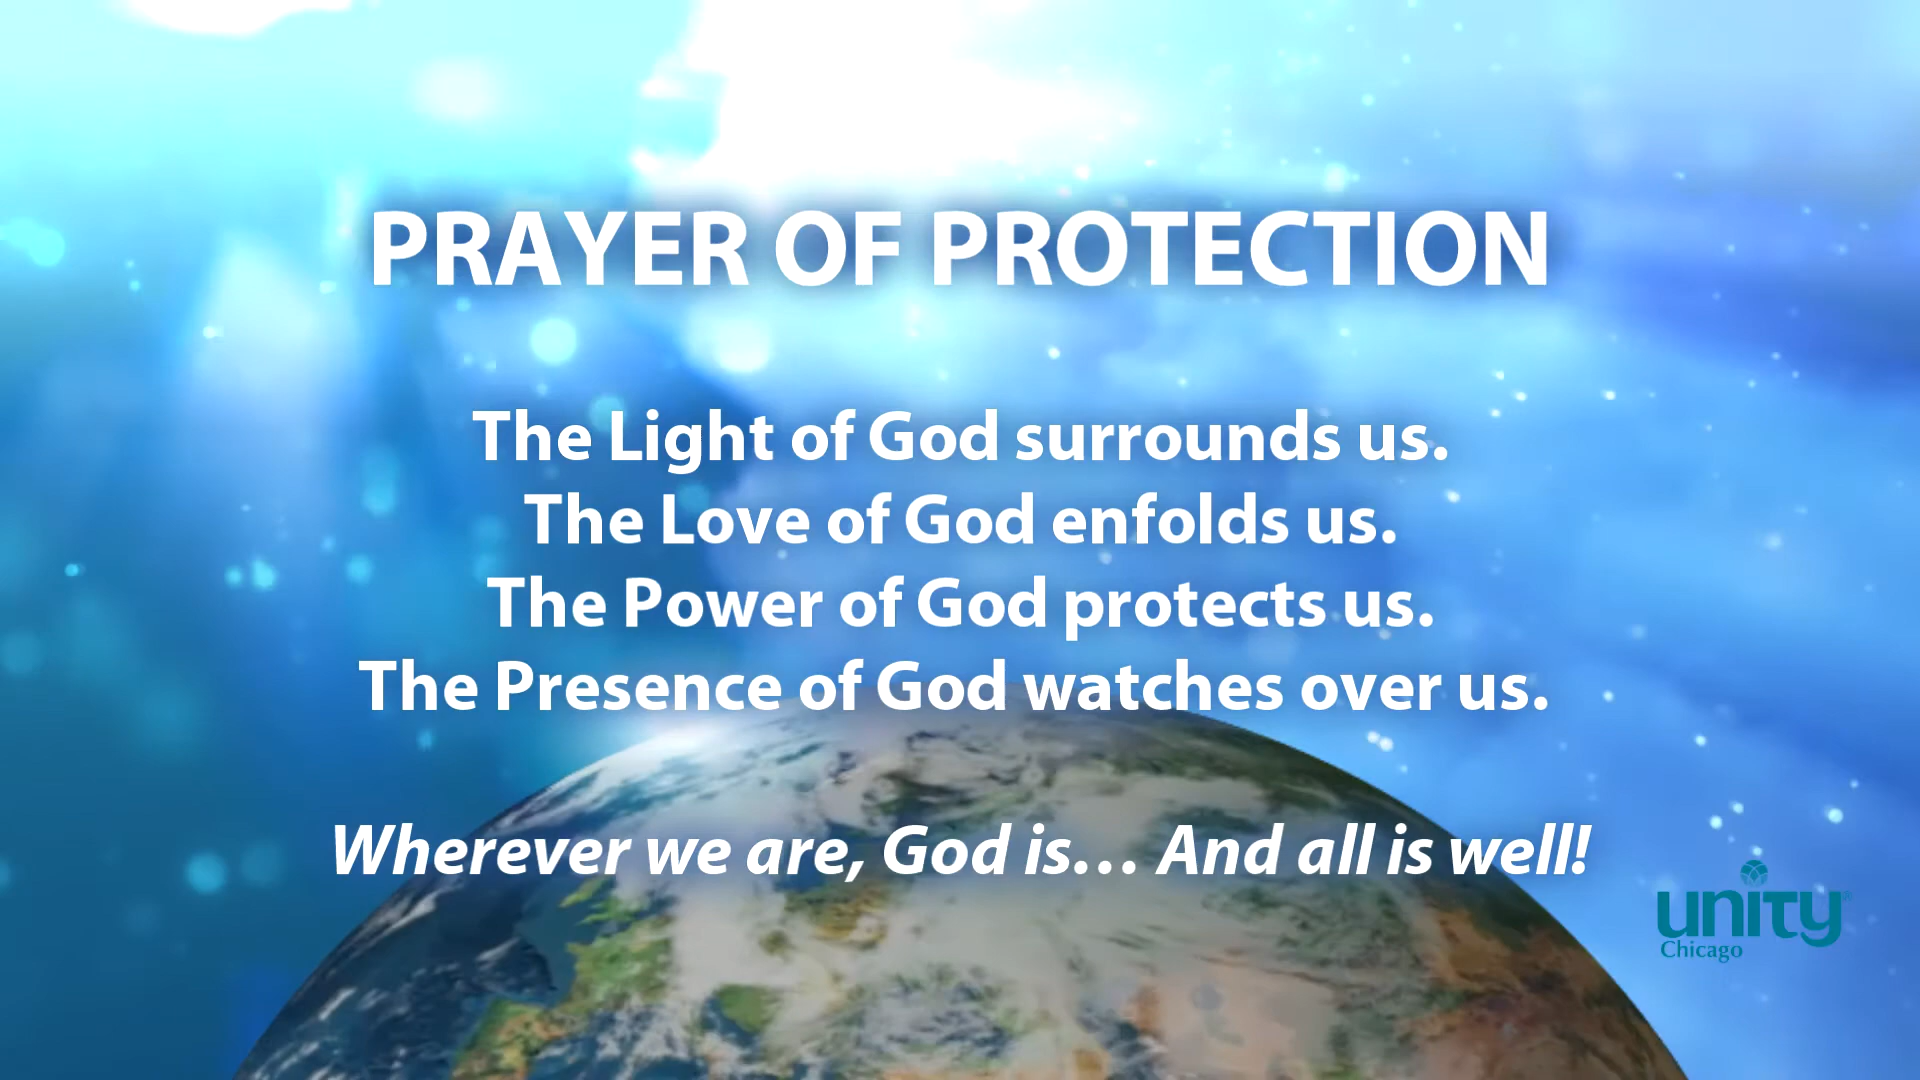 PRAYER OF PROTECTION
The Light of God surrounds us.
The Love of God enfolds us.
The Power of God protects us.
The Presence of God watches over us.
Wherever we are, God is... And all is well!
unity
Chicago